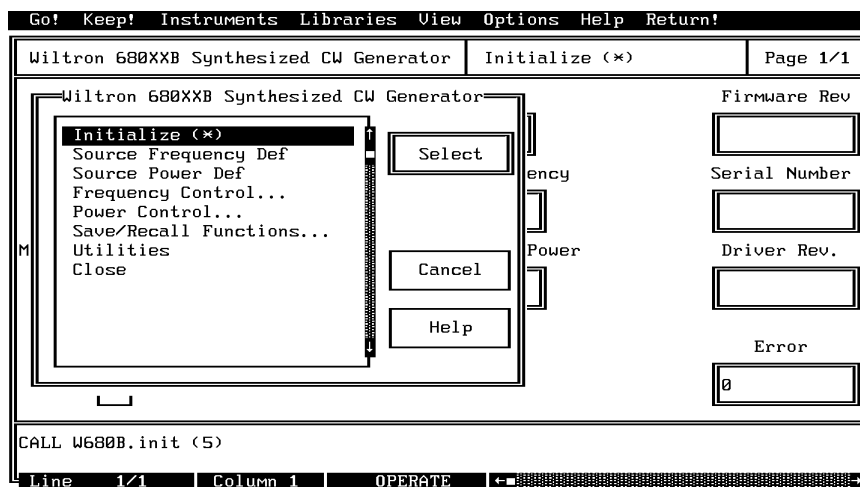 Go! Keep! Instruments Libraries View Options Help Return!
Wiltron 680XXB Synthesized CW Generator Initialize (*) Page 1/1
Wiltron 680XXB Synthesized CW Generator
Initialize (*)
Source Frequency Def
Source Power Def
Frequency Control...
Power Control...
Save/Recall Functions...
Utilities
Close
Select
Cancel
Help
M
ency
Power
Firmware Rev
Serial Number
Driver Rev.
Error
0
CALL W680B.init (5)
Line 1/1 Column 1 OPERATE